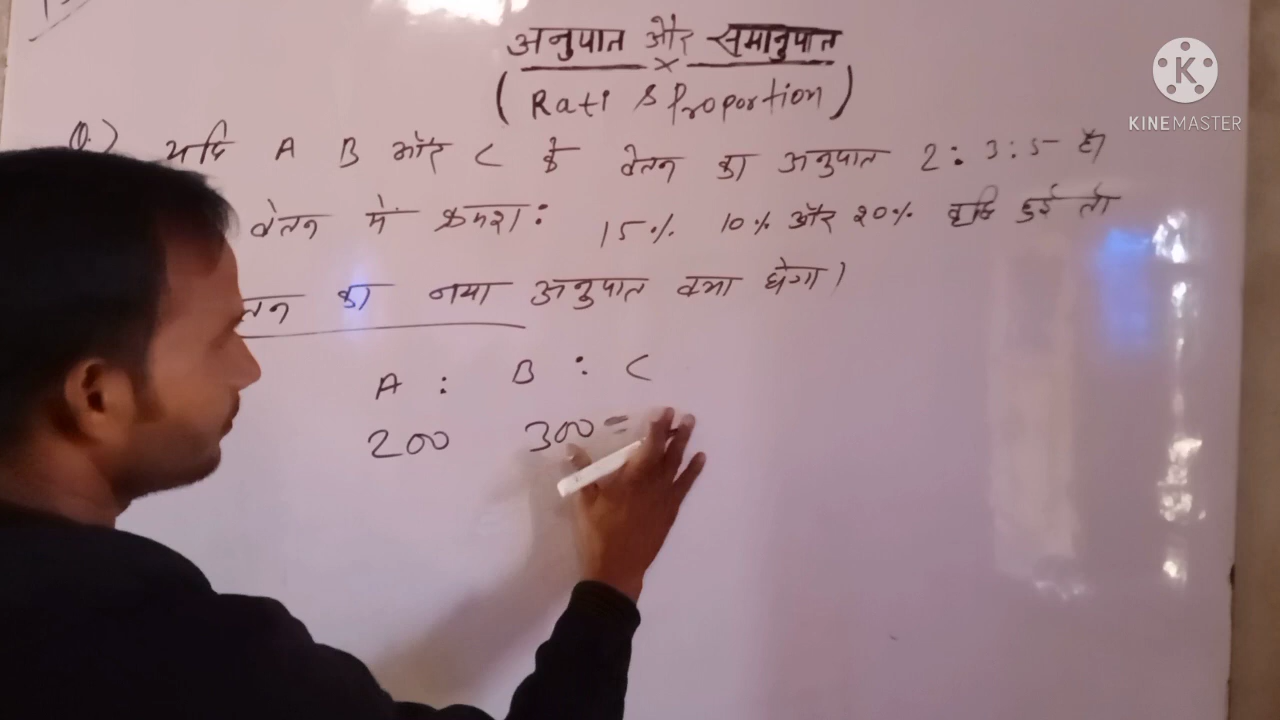 अनुपात और समानुपात
×
( Rati & Proportion )
KINEMASTER
Q.) यदि A B और C के वेतन का अनुपात 2 : 3 : 5 है।
वेतन में क्रमश: 15% 10% और 20% वृद्धि हुई तो
तन का नया अनुपात क्या होगा।
A : B : C
200 300